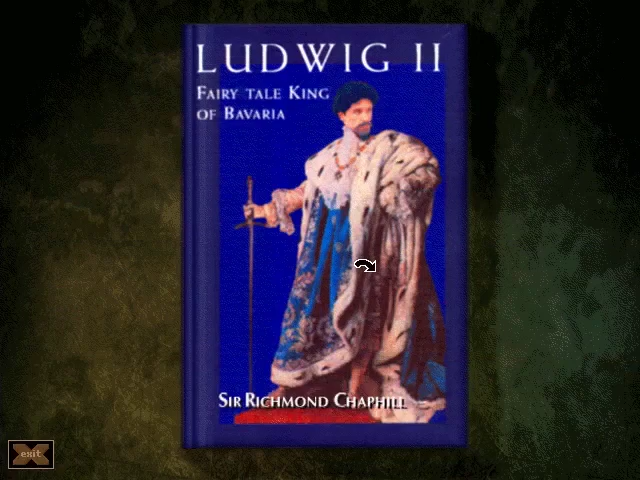 LUDWIG II
FAIRY TALE KING
OF BAVARIA
SIR RICHMOND CHAPHILL
exit